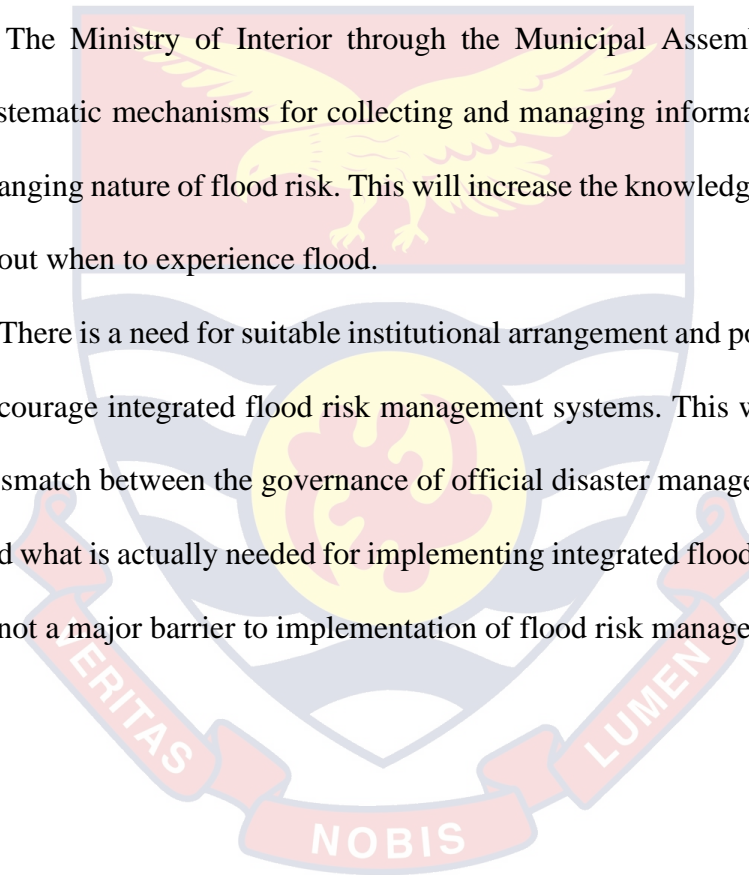 The Ministry of Interior through the Municipal Assem
stematic mechanisms for collecting and managing informa
anging nature of flood risk. This will increase the knowledg
out when to experience flood.
There is a need for suitable institutional arrangement and po
courage integrated flood risk management systems. This w
smatch between the governance of official disaster manage
d what is actually needed for implementing integrated flood
not a major barrier to implementation of flood risk manage
VERITAS
NOBIS
LUMEN